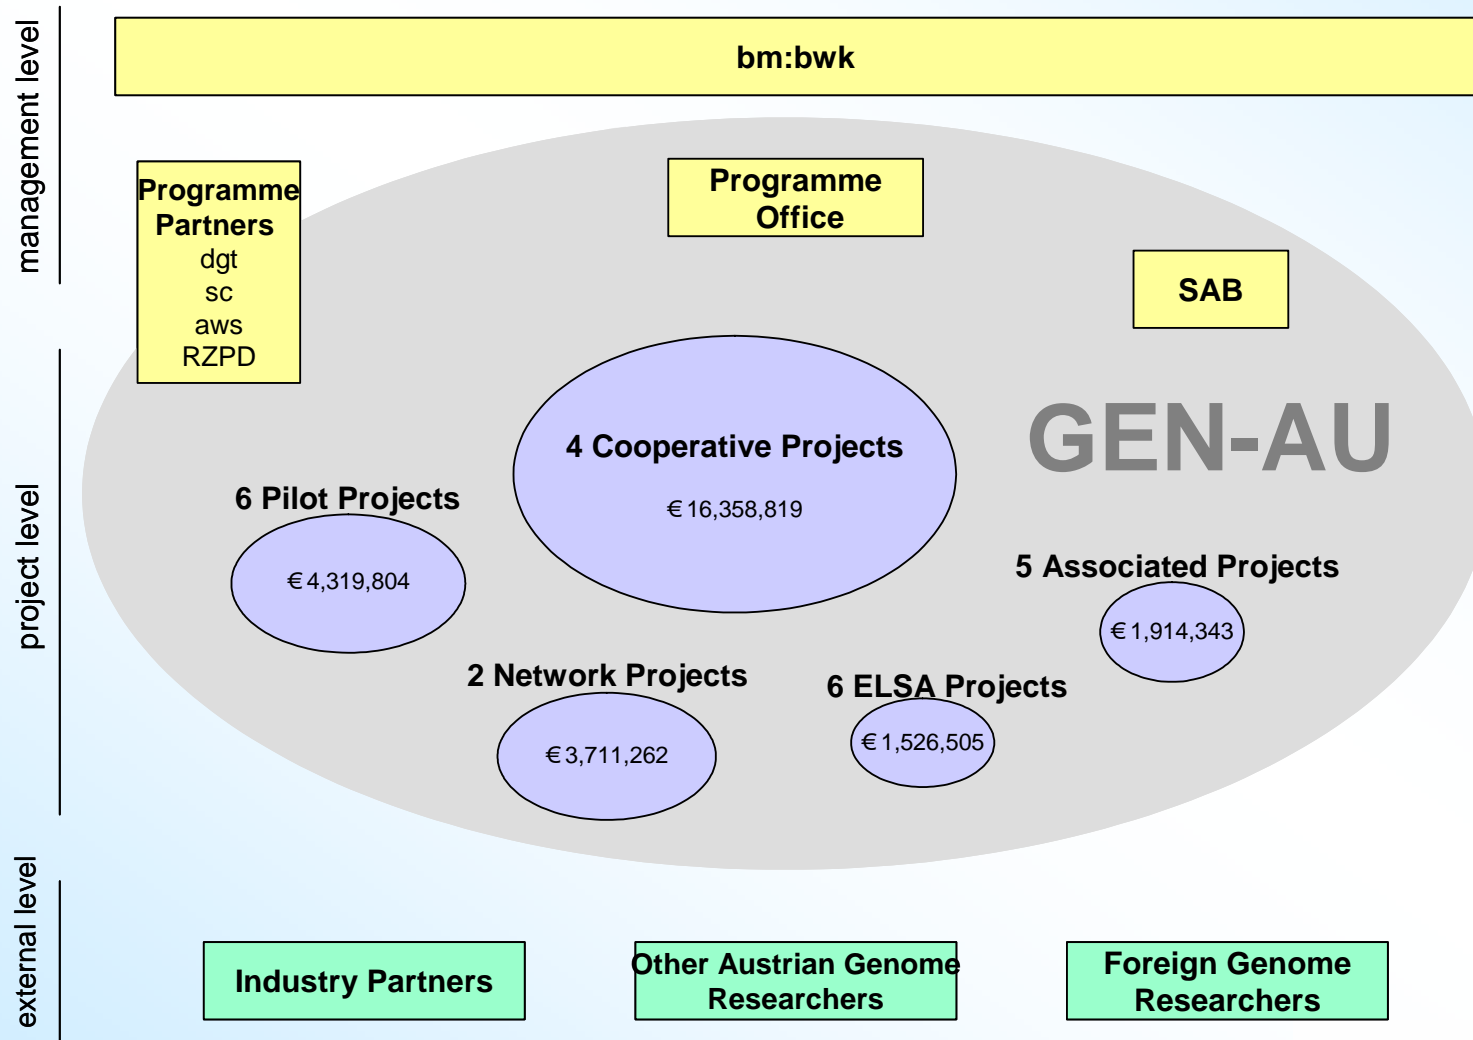 management level
bm:bwk
Programme
Partners
dgt
sc
aws
RZPD
Programme
Office
SAB
project level
GEN-AU
4 Cooperative Projects
€ 16,358,819
6 Pilot Projects
€ 4,319,804
5 Associated Projects
€ 1,914,343
2 Network Projects
€ 3,711,262
6 ELSA Projects
€ 1,526,505
external level
Industry Partners
Other Austrian Genome
Researchers
Foreign Genome
Researchers